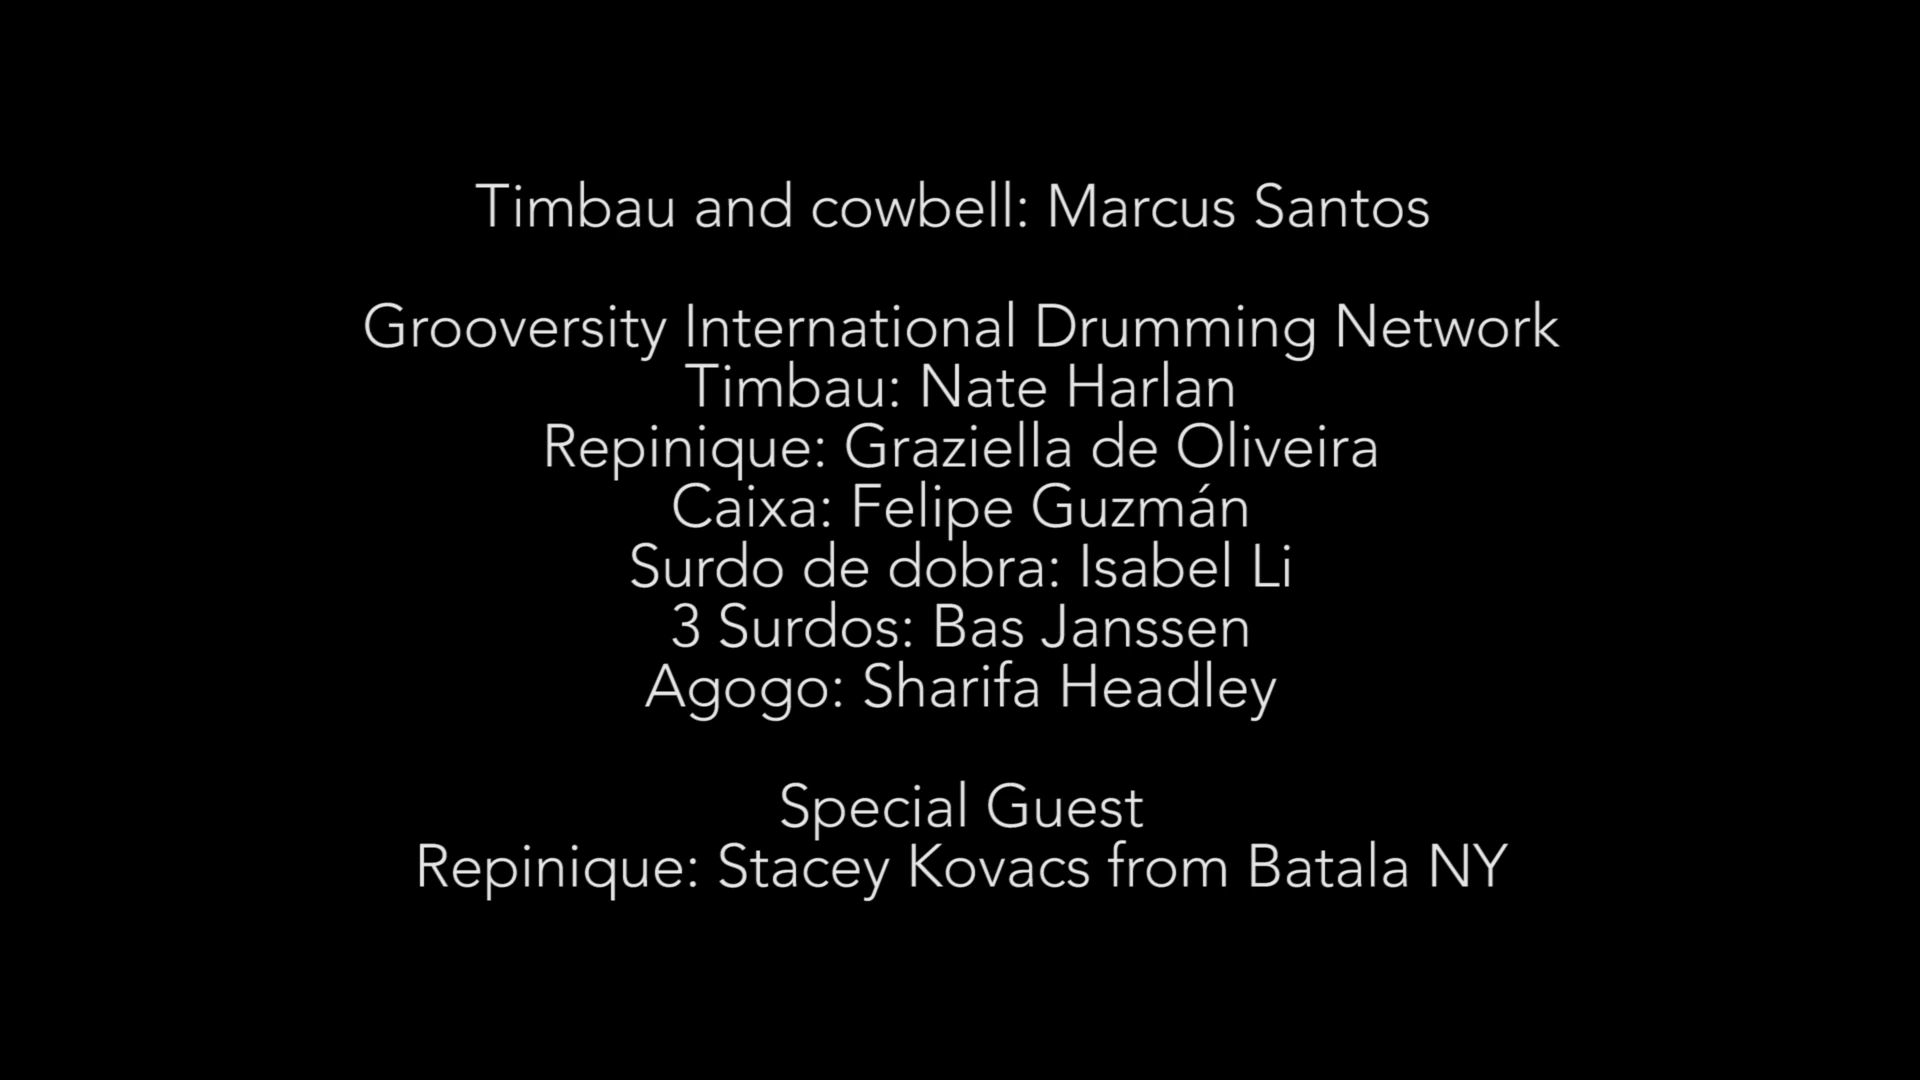 Timbau and cowbell: Marcus Santos
Grooversity International Drumming Network
Timbau: Nate Harlan
Repinique: Graziella de Oliveira
Caixa: Felipe Guzmán
Surdo de dobra: Isabel Li
3 Surdos: Bas Janssen
Agogo: Sharifa Headley
Special Guest
Repinique: Stacey Kovacs from Batala NY